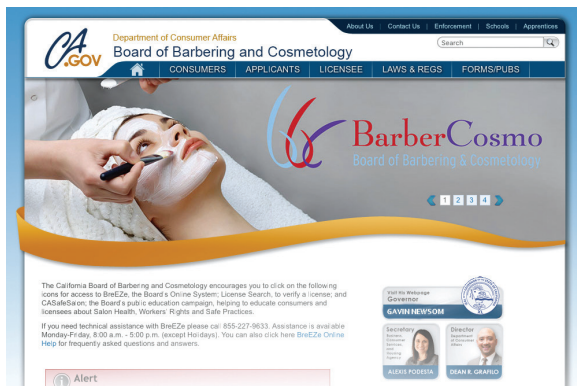 About Us | Contact Us | Enforcement | Schools | Apprentices
CA
.GOV
Department of Consumer Affairs
Board of Barbering and Cosmetology
Search
CONSUMERS
APPLICANTS
LICENSEE
LAWS & REGS
FORMS/PUBS
BarberCosmo
Board of Barbering & Cosmetology
1 2 3 4
The California Board of Barbering and Cosmetology encourages you to click on the following
icons for access to BreEZe, the Board's Online System; License Search, to verify a license; and
CASafeSalon; the Board's public education campaign, helping to educate consumers and
licensees about Salon Health, Workers' Rights and Safe Practices.
If you need technical assistance with BreEZe please call 855-227-9633. Assistance is available
Monday-Friday, 8:00 a.m. - 5:00 p.m. (except Holidays). You can also click here BreEZe Online
Help for frequently asked questions and answers.
Alert
Visit His Webpage
Governor
GAVIN NEWSOM
Secretary
Business,
Consumer
Services
and
Housing
Agency
ALEXIS PODESTA
Director
Department
of Consumer
Affairs
DEAN R. GRAFILO